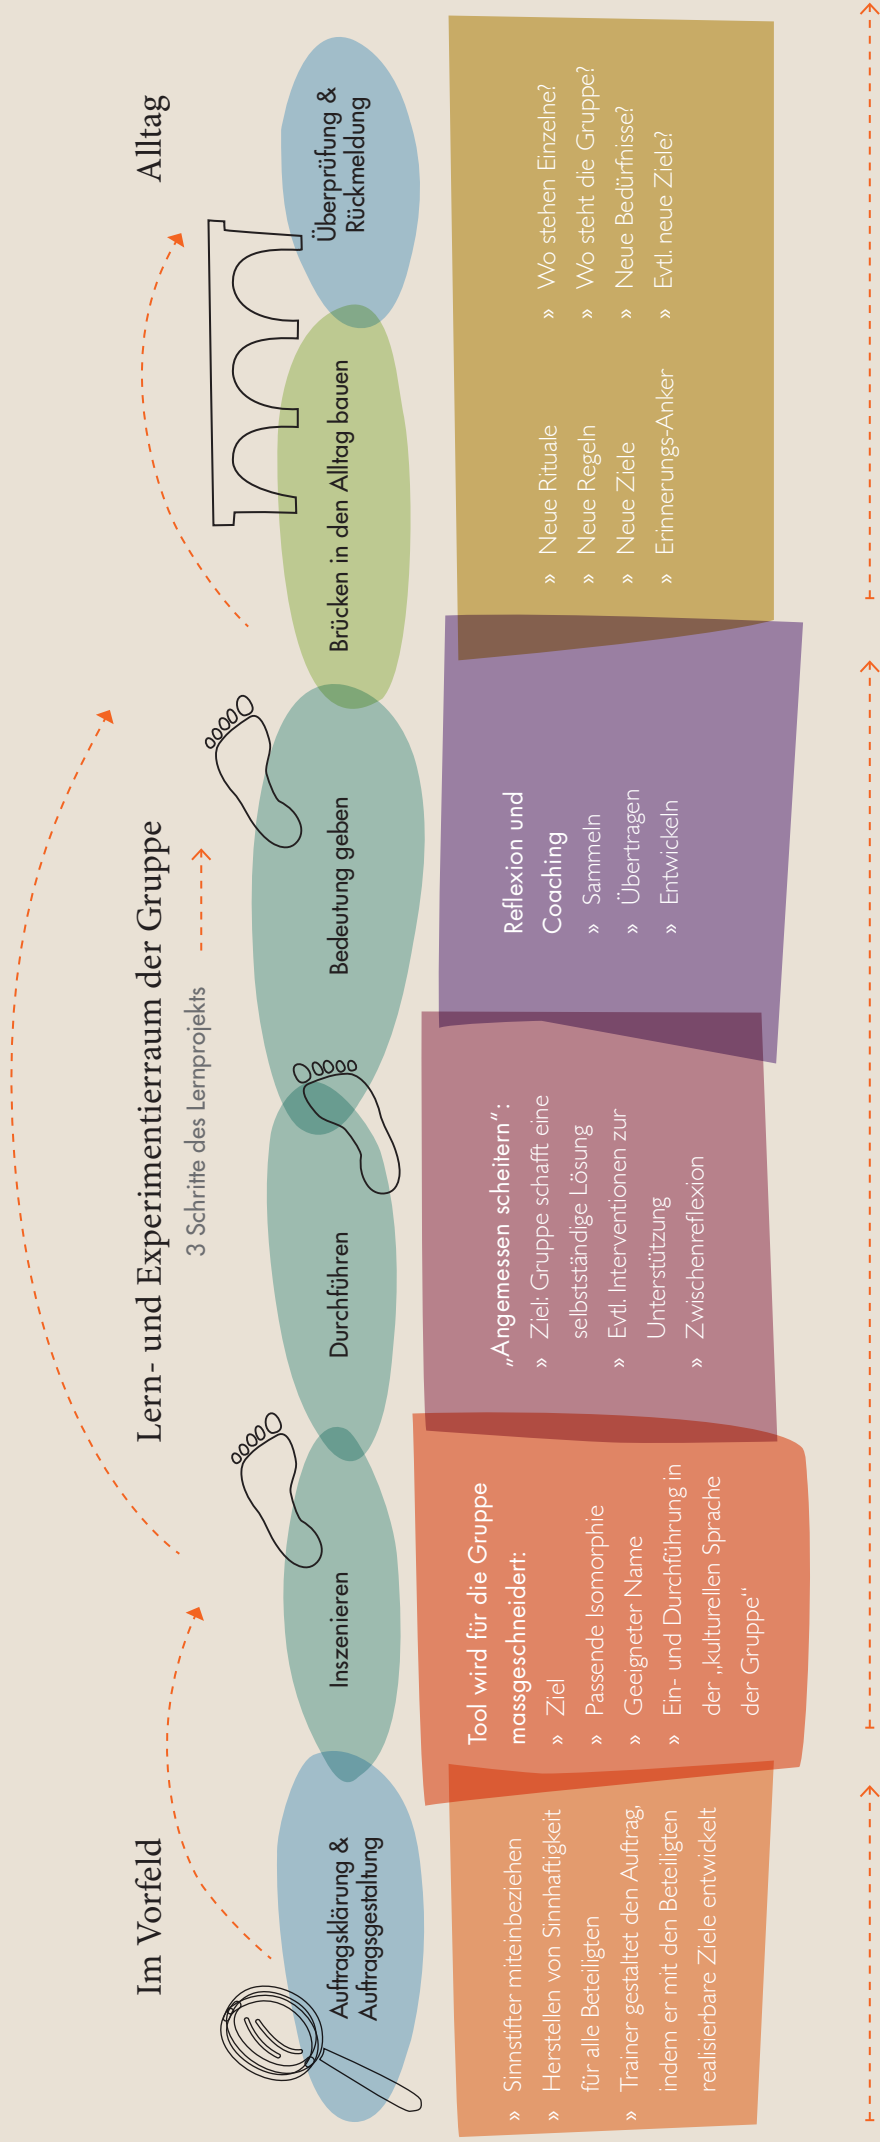 Im Vorfeld
Lern- und Experimentierraum der Gruppe
Alltag
3 Schritte des Lernprojekts
Auftragsklärung &
Auftragsgestaltung
Inszenieren
Durchführen
Bedeutung geben
Brücken in den Alltag bauen
Überprüfung &
Rückmeldung
» Sinnstifter miteinbeziehen
» Herstellen von Sinnhaftigkeit
für alle Beteiligten
» Trainer gestaltet den Auftrag,
indem er mit den Beteiligten
realisierbare Ziele entwickelt
Tool wird für die Gruppe
massgeschneidert:
» Ziel
» Passende Isomorphie
» Geeigneter Name
» Ein- und Durchführung in
der „kulturellen Sprache
der Gruppe“
„Angemessen scheitern“:
» Ziel: Gruppe schafft eine
selbstständige Lösung
» Evtl. Interventionen zur
Unterstützung
» Zwischenreflexion
Reflexion und
Coaching
» Sammeln
» Übertragen
» Entwickeln
» Neue Rituale
» Neue Regeln
» Neue Ziele
» Erinnerungs-Anker
» Wo stehen Einzelne?
» Wo steht die Gruppe?
» Neue Bedürfnisse?
» Evtl. neue Ziele?